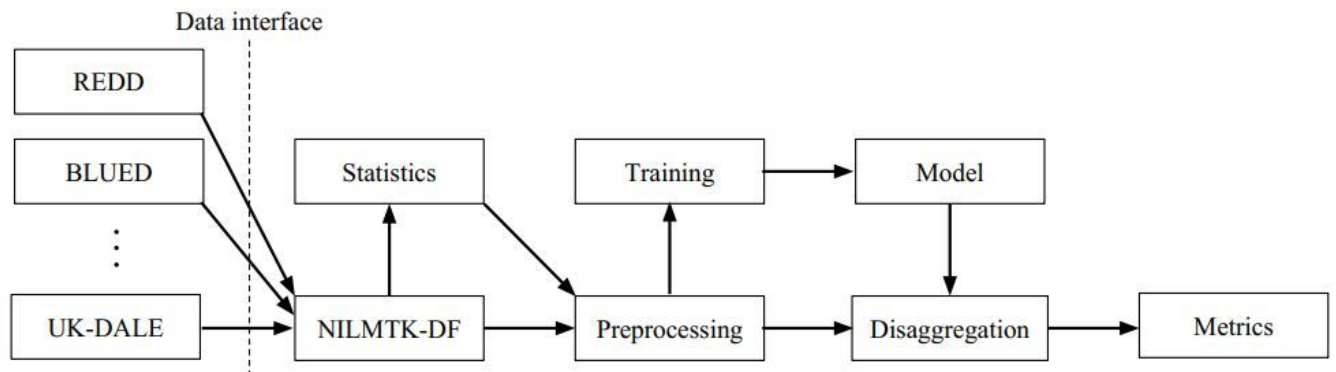 Data interface
REDD
BLUED
Statistics
Training
Model
UK-DALE
NILMTK-DF
Preprocessing
Disaggregation
Metrics